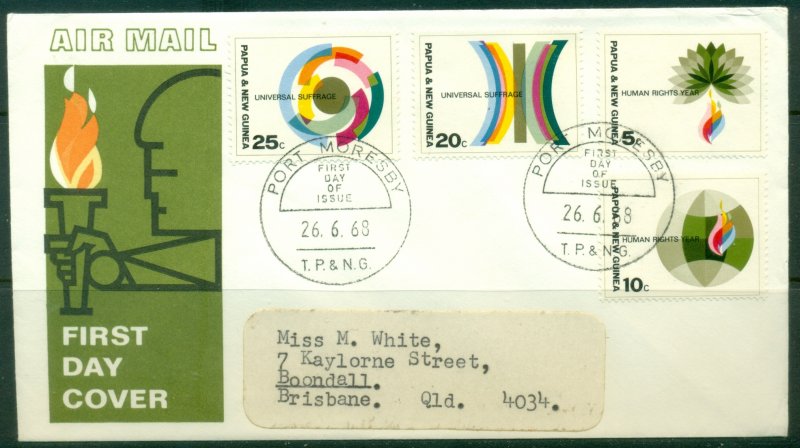 AIR MAIL
PAPUA & NEW GUINEA
UNIVERSAL SUFFRAGE
25c
PAPUA & NEW GUINEA
UNIVERSAL SUFFRAGE
20c
PAPUA & NEW GUINEA
HUMAN RIGHTS YEAR
5c
PORT MORESBY
FIRST
DAY
OF
ISSUE
26.6.68
T.P.& N.G.
PORT MORESBY
FIRST
DAY
OF
ISSUE
26.6.68
T.P.& N.G.
PAPUA & NEW GUINEA
HUMAN RIGHTS YEAR
10c
FIRST
DAY
COVER
Miss M. White,
7 Kaylorne Street,
Boondall.
Brisbane. Qld. 4034.